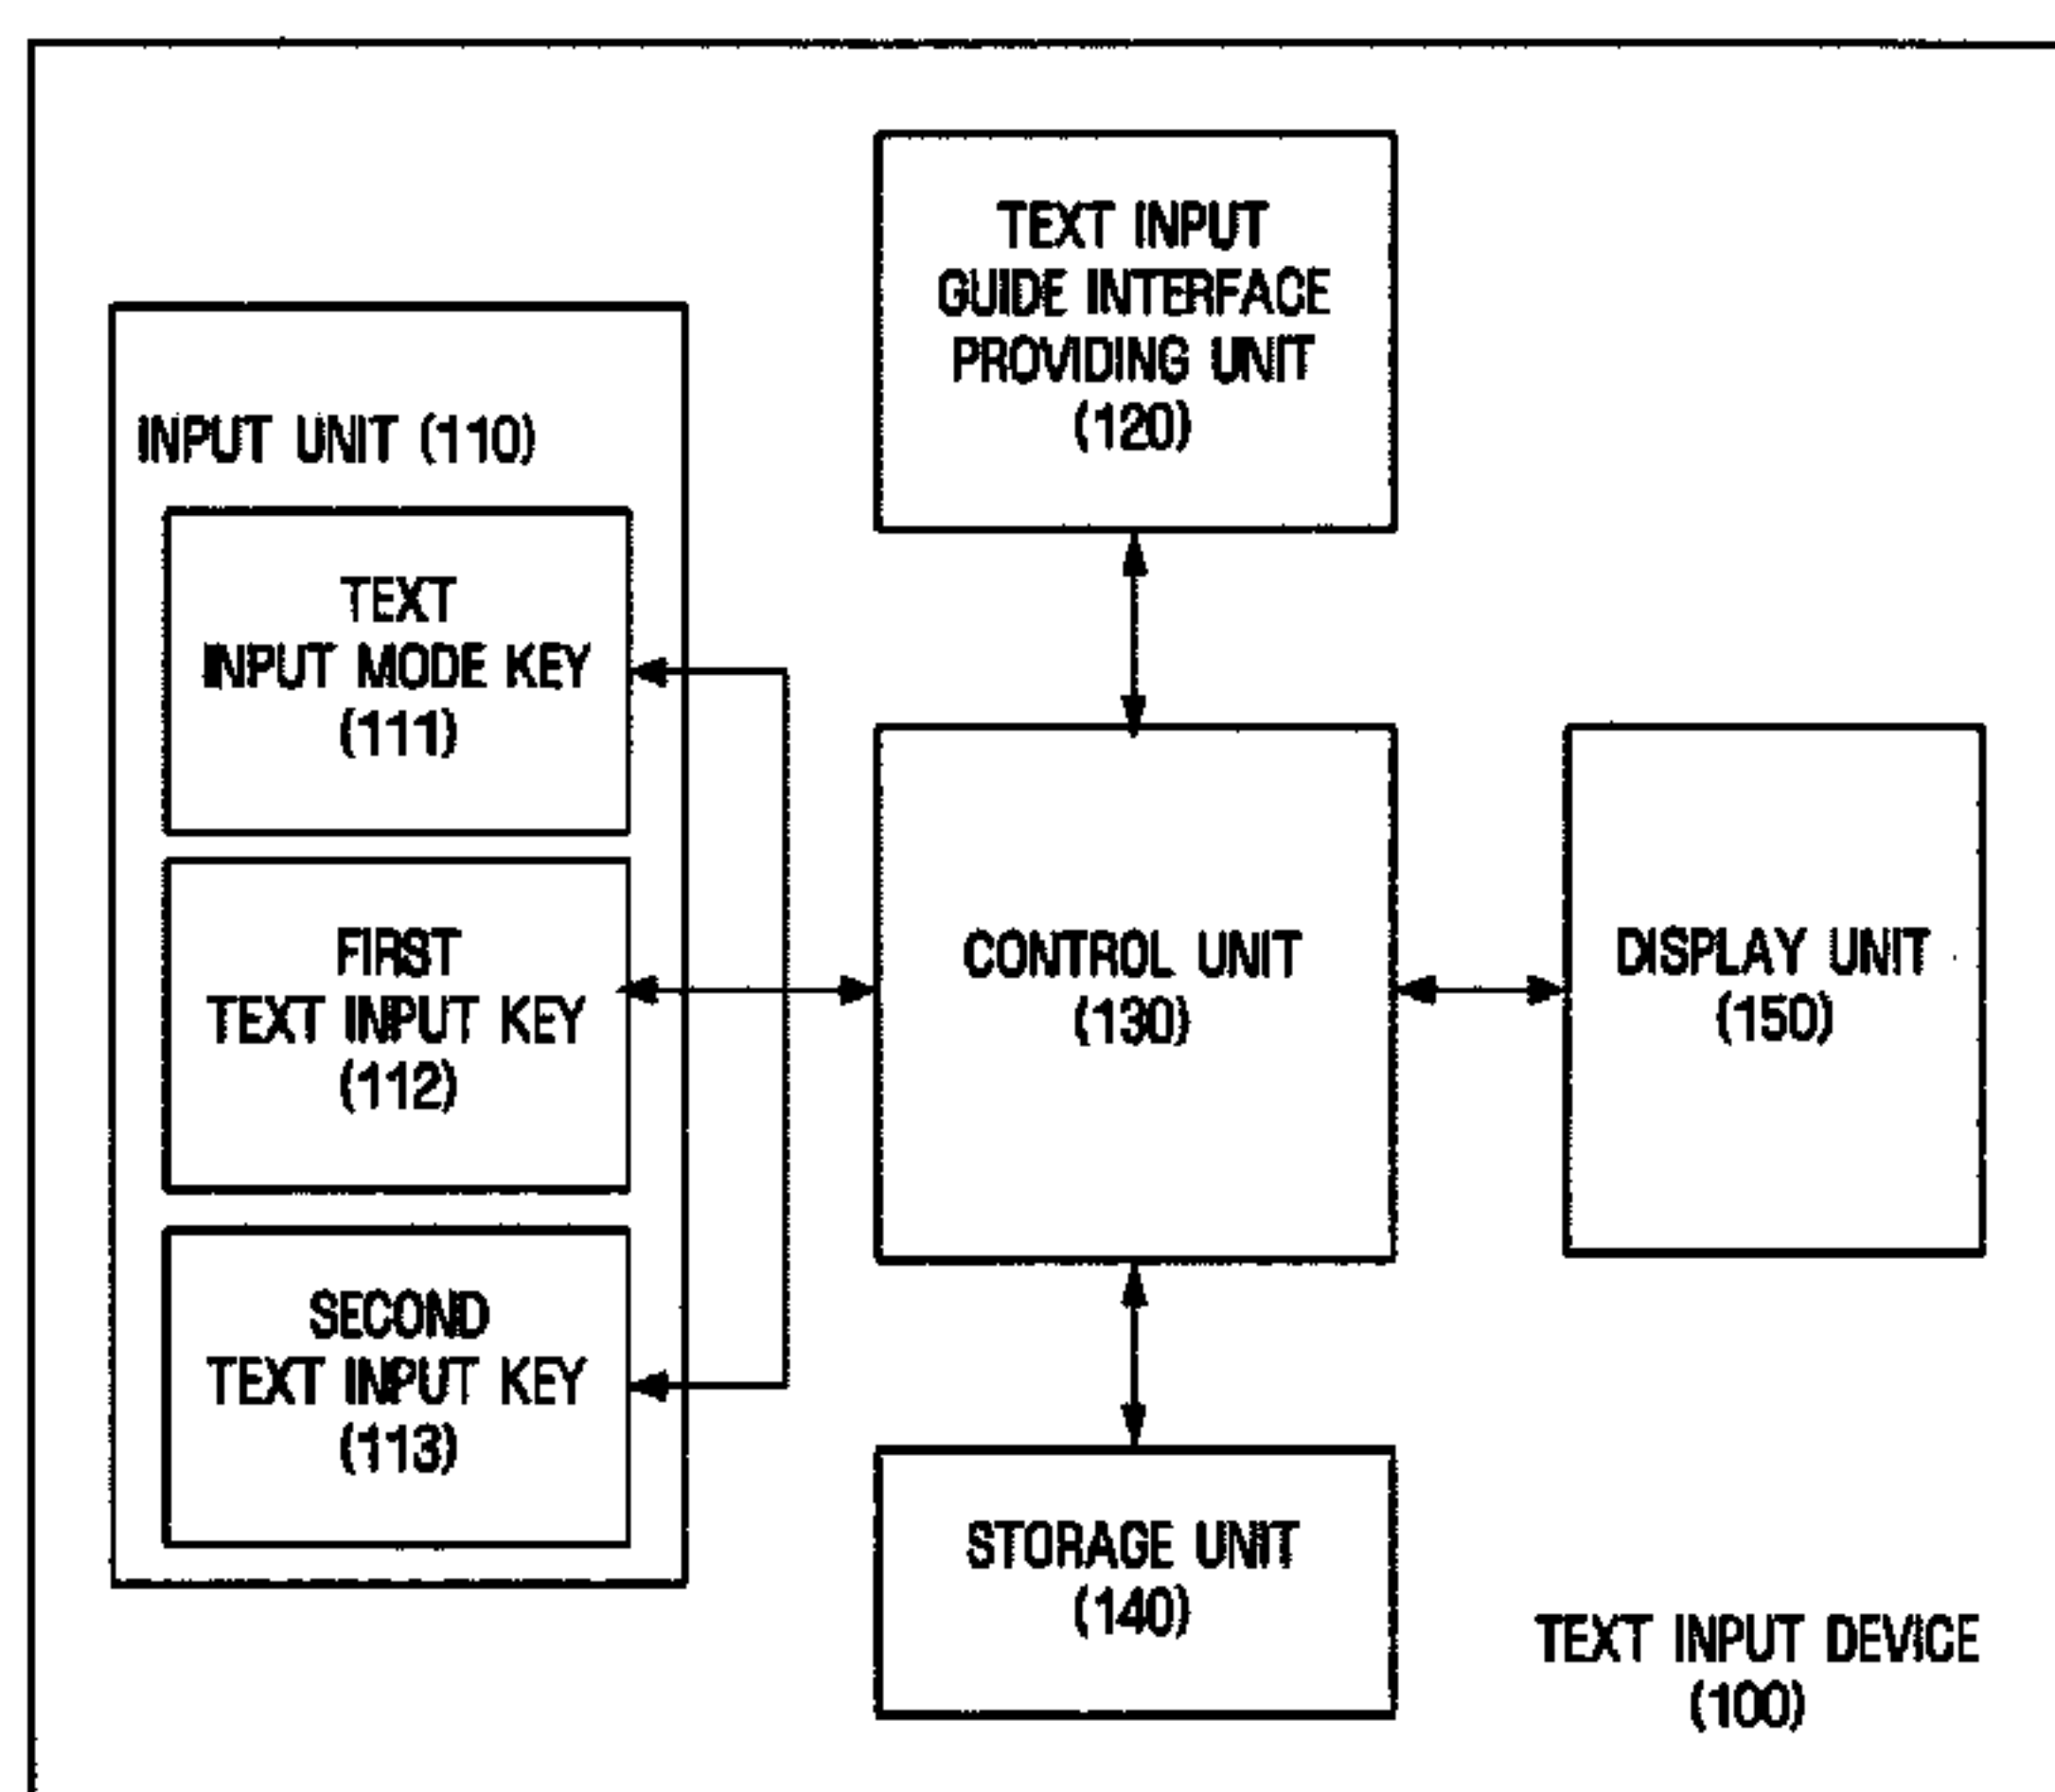 TEXT INPUT
GUIDE INTERFACE
PROVIDING UNIT
(120)
INPUT UNIT (110)
TEXT
INPUT MODE KEY
(111)
FIRST
TEXT INPUT KEY
(112)
SECOND
TEXT INPUT KEY
(113)
CONTROL UNIT
(130)
DISPLAY UNIT
(150)
STORAGE UNIT
(140)
TEXT INPUT DEVICE
(100)